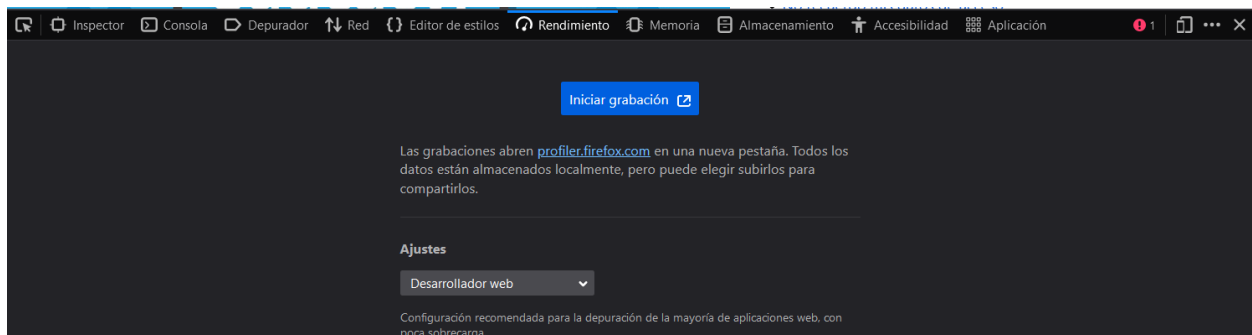 Inspector Consola Depurador Red Editor de estilos Rendimiento Memoria Almacenamiento Accesibilidad Aplicación 1
Iniciar grabación
Las grabaciones abren profiler.firefox.com en una nueva pestaña. Todos los
datos están almacenados localmente, pero puede elegir subirlos para
compartirlos.
Ajustes
Desarrollador web
Configuración recomendada para la depuración de la mayoría de aplicaciones web, con
poca sobrecarga